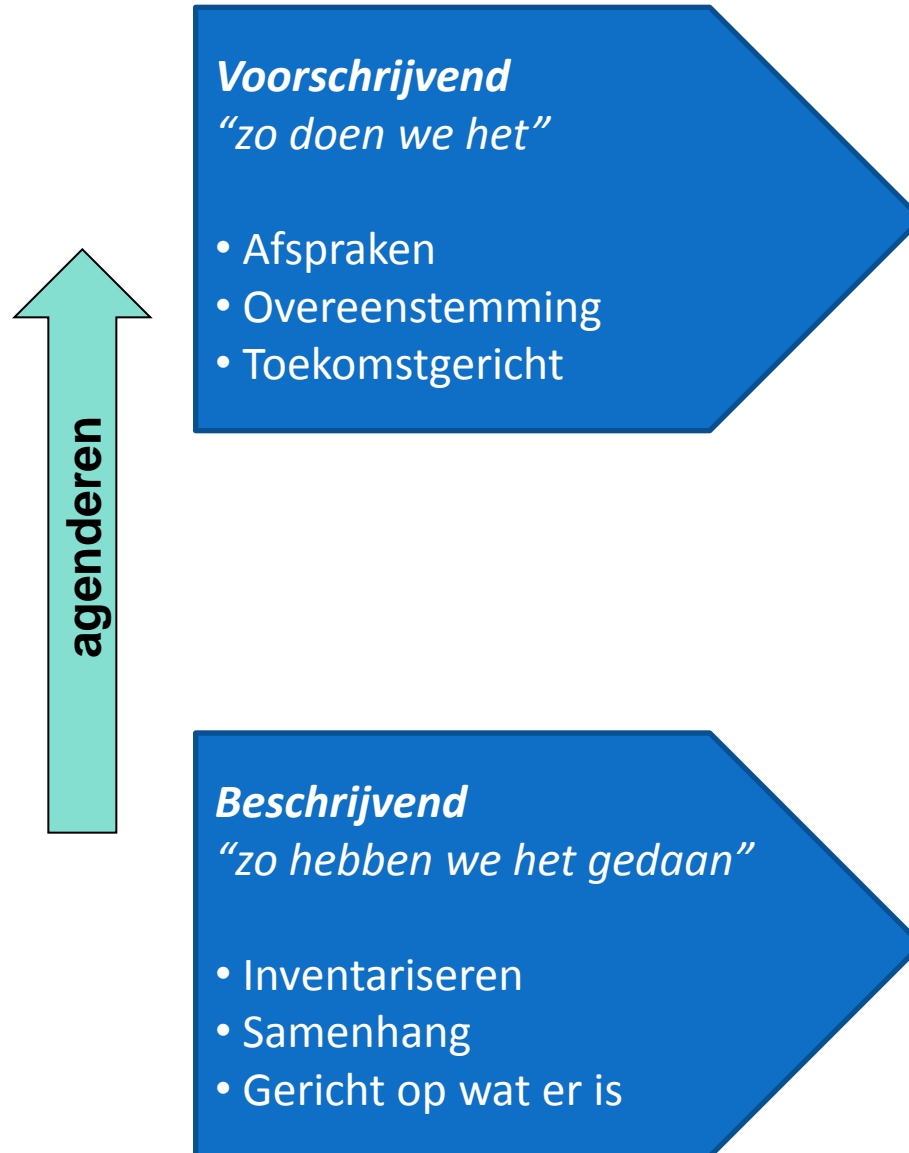 Voorschrijvend
“zo doen we het”
• Afspraken
• Overeenstemming
• Toekomstgericht
agenderen
Beschrijvend
“zo hebben we het gedaan”
• Inventariseren
• Samenhang
• Gericht op wat er is